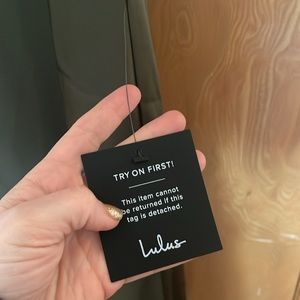 TRY ON FIRST!
This item cannot
be returned if this
tag is detached.
Lulus